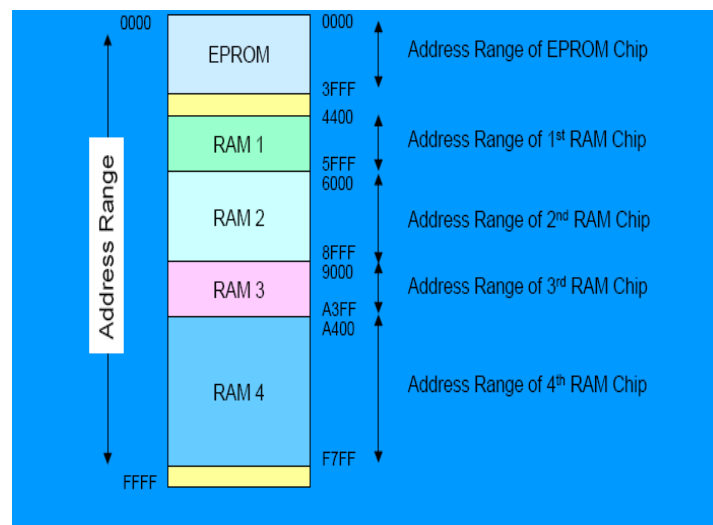 0000
0000
EPROM
Address Range of EPROM Chip
3FFF
4400
RAM 1
Address Range of 1st RAM Chip
5FFF
6000
RAM 2
Address Range of 2nd RAM Chip
8FFF
9000
RAM 3
Address Range of 3rd RAM Chip
A3FF
A400
RAM 4
Address Range of 4th RAM Chip
F7FF
FFFF
Address Range